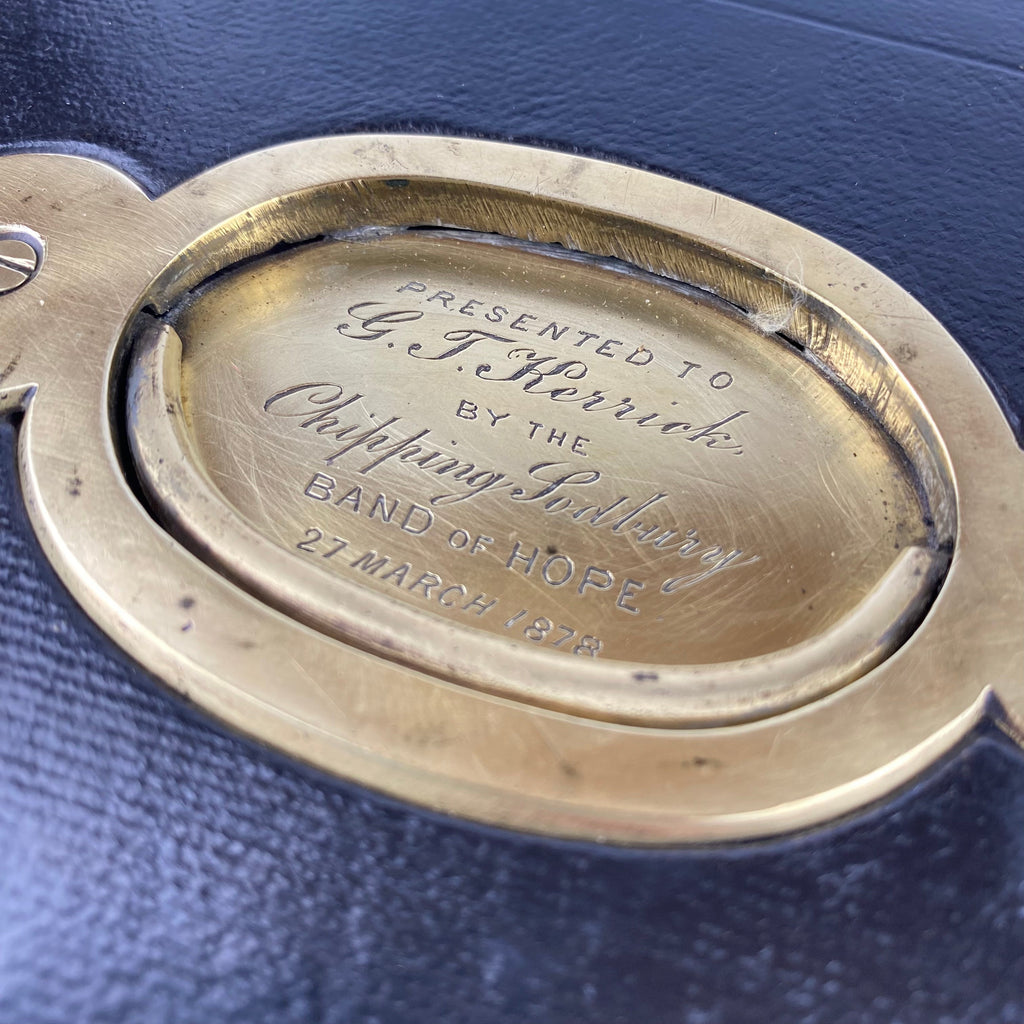 PRESENTED TO
G. T. Kerrick,
BY THE
Chipping Sodbury
BAND OF HOPE
27 MARCH 1878